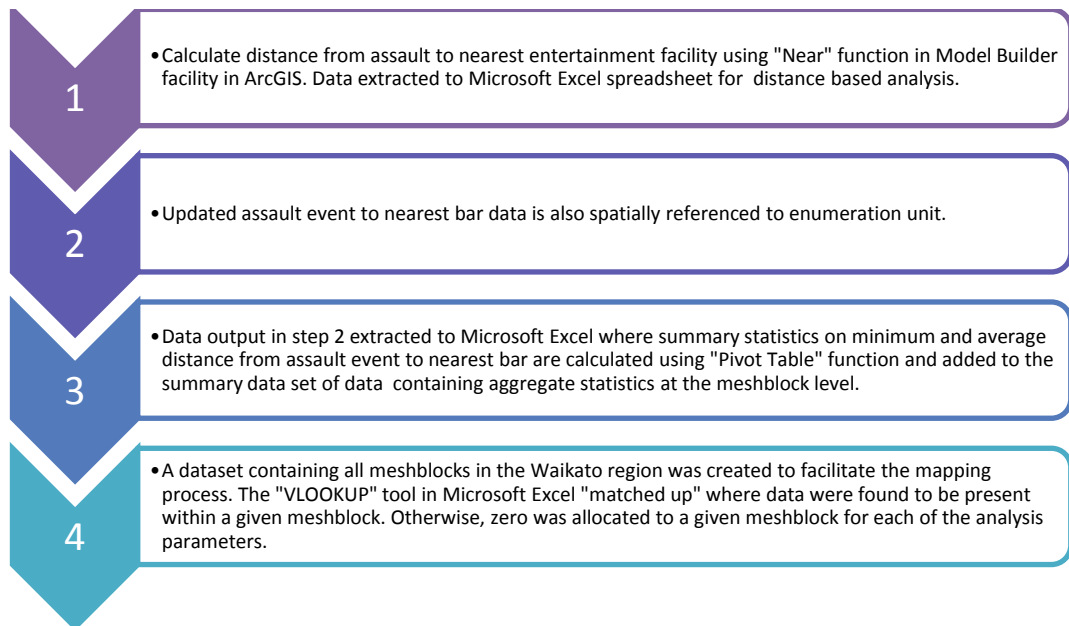 1
•Calculate distance from assault to nearest entertainment facility using "Near" function in Model Builder
facility in ArcGIS. Data extracted to Microsoft Excel spreadsheet for distance based analysis.
2
•Updated assault event to nearest bar data is also spatially referenced to enumeration unit.
3
•Data output in step 2 extracted to Microsoft Excel where summary statistics on minimum and average
distance from assault event to nearest bar are calculated using "Pivot Table" function and added to the
summary data set of data containing aggregate statistics at the meshblock level.
4
•A dataset containing all meshblocks in the Waikato region was created to facilitate the mapping
process. The "VLOOKUP" tool in Microsoft Excel "matched up" where data were found to be present
within a given meshblock. Otherwise, zero was allocated to a given meshblock for each of the analysis
parameters.